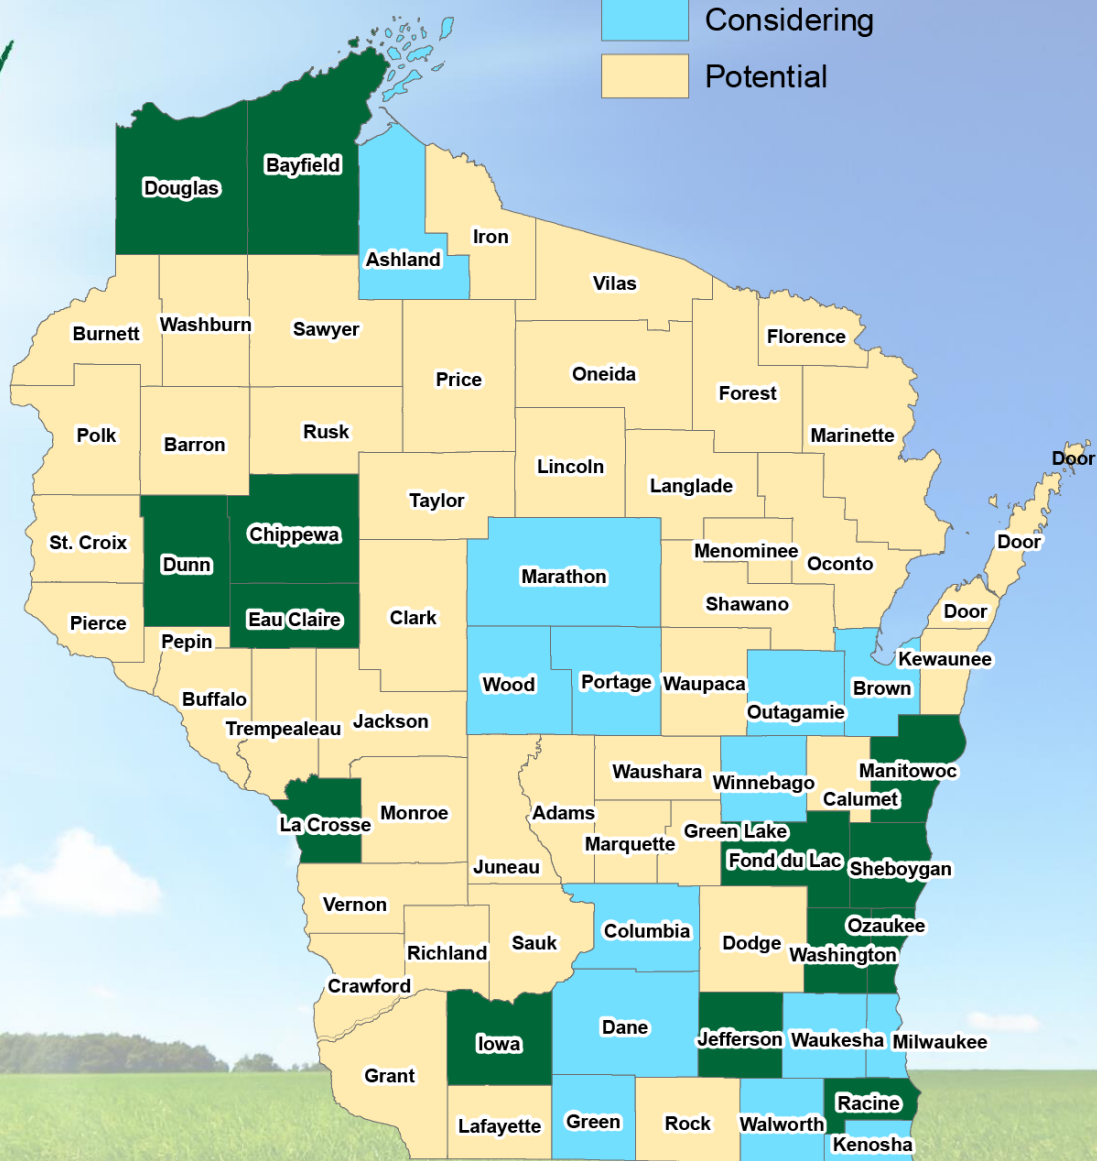 Considering
Potential
Bayfield
Douglas
Iron
Ashland
Vilas
Burnett
Washburn
Sawyer
Florence
Price
Oneida
Forest
Polk
Barron
Rusk
Marinette
Door
Lincoln
Langlade
Taylor
Chippewa
St. Croix
Door
Menominee
Dunn
Oconto
Marathon
Shawano
Door
Pierce
Eau Claire
Clark
Pepin
Kewaunee
Wood
Portage
Waupaca
Brown
Buffalo
Outagamie
Jackson
Trempealeau
Waushara
Manitowoc
Winnebago
Calumet
La Crosse
Monroe
Adams
Green Lake
Marquette
Fond du Lac
Juneau
Sheboygan
Vernon
Ozaukee
Columbia
Richland
Sauk
Dodge
Washington
Crawford
Dane
Iowa
Jefferson
Waukesha
Milwaukee
Grant
Racine
Lafayette
Green
Rock
Walworth
Kenosha